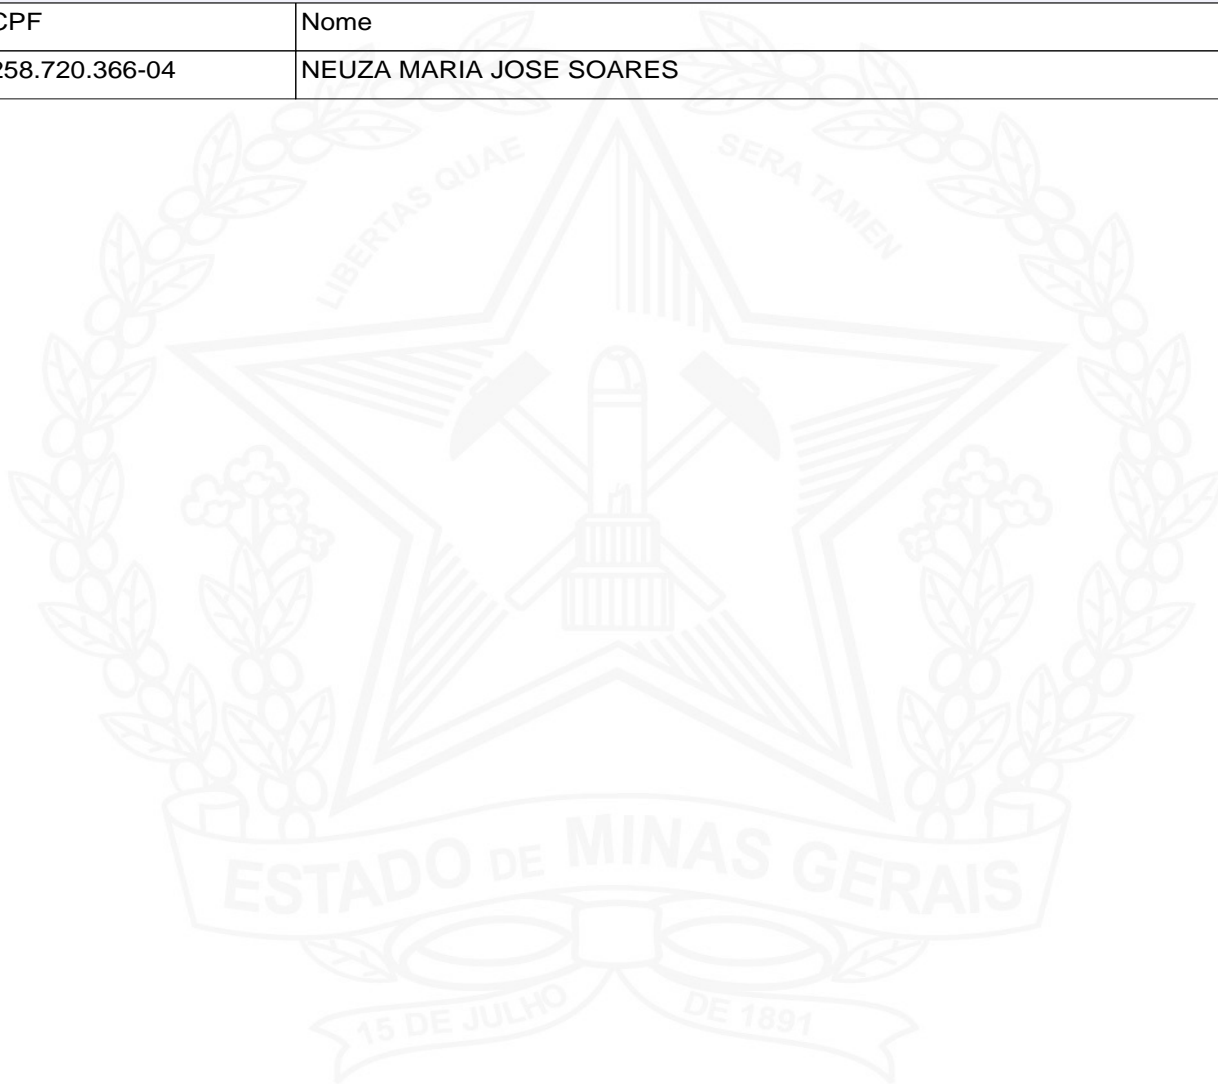 CPF Nome
258.720.366-04 NEUZA MARIA JOSE SOARES
LIBERTAS QUAE SERA TAMEN
ESTADO DE MINAS GERAIS
15 DE JULHO DE 1891